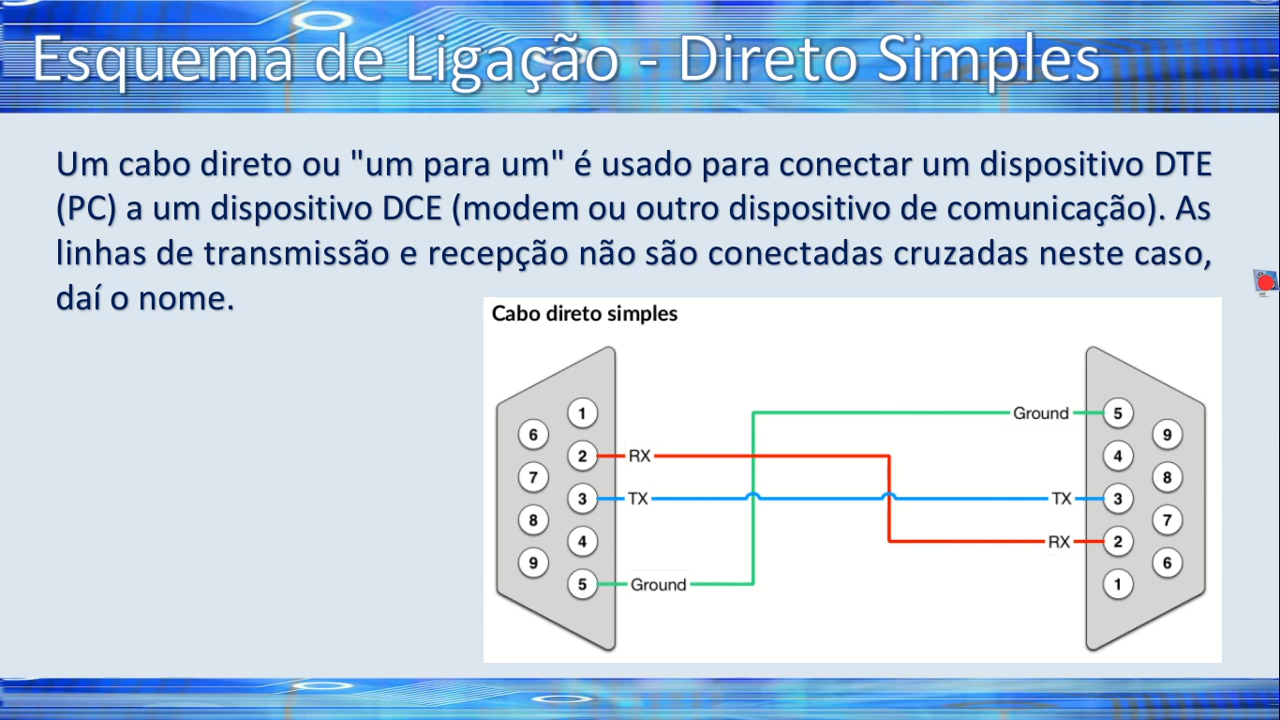 Esquema de Ligação - Direto Simples
Um cabo direto ou "um para um" é usado para conectar um dispositivo DTE
(PC) a um dispositivo DCE (modem ou outro dispositivo de comunicação). As
linhas de transmissão e recepção não são conectadas cruzadas neste caso,
daí o nome.
Cabo direto simples
1
6
2
7
3
8
4
9
5
RX
TX
Ground
Ground
TX
RX
5
9
4
8
3
7
2
6
1